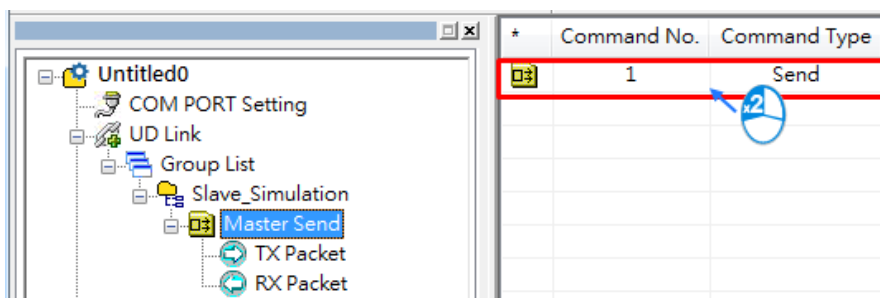 * Command No. Command Type
Untitled0
1 Send
COM PORT Setting
x2
UD Link
Group List
Slave_Simulation
Master Send
TX Packet
RX Packet